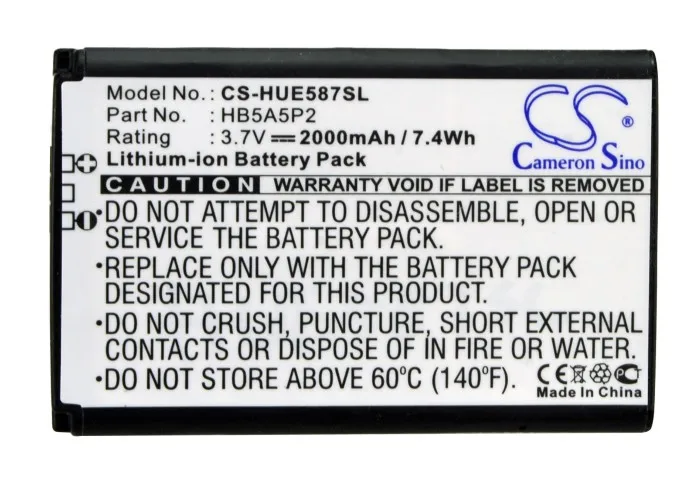 Model No.: CS-HUE587SL
Part No. : HB5A5P2
Rating : 3.7V 2000mAh / 7.4Wh
Lithium-ion Battery Pack
CS
®
Cameron Sino
CAUTION WARRANTY VOID IF LABEL IS REMOVED
•DO NOT ATTEMPT TO DISASSEMBLE, OPEN OR
SERVICE THE BATTERY PACK.
•REPLACE ONLY WITH THE BATTERY PACK
DESIGNATED FOR THIS PRODUCT.
•DO NOT CRUSH, PUNCTURE, SHORT EXTERNAL
CONTACTS OR DISPOSE OF IN FIRE OR WATER.
•DO NOT EXPOSE ABOVE 60°C (140°F).
CE
Made in China